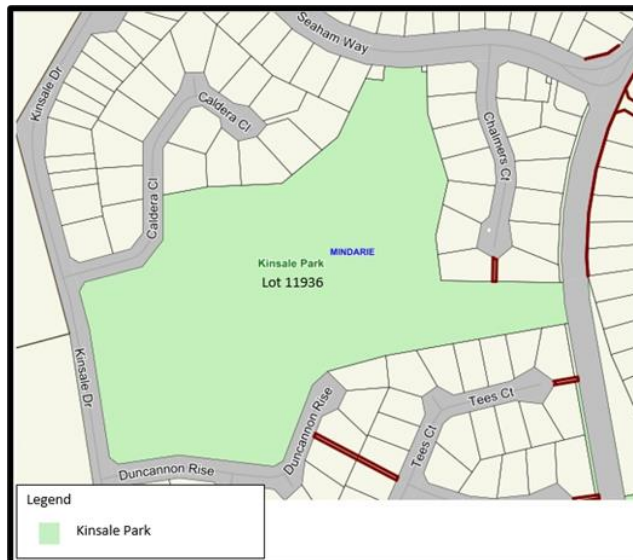 Seaham Way
Kinsale Dr
Caldera Cl
Chalmers Ct
Caldera Cl
MINDARIE
Kinsale Park
Lot 11936
Kinsale Dr
Duncannon Rise
Tees Ct
Tees Ct
Duncannon Rise
Legend
Kinsale Park